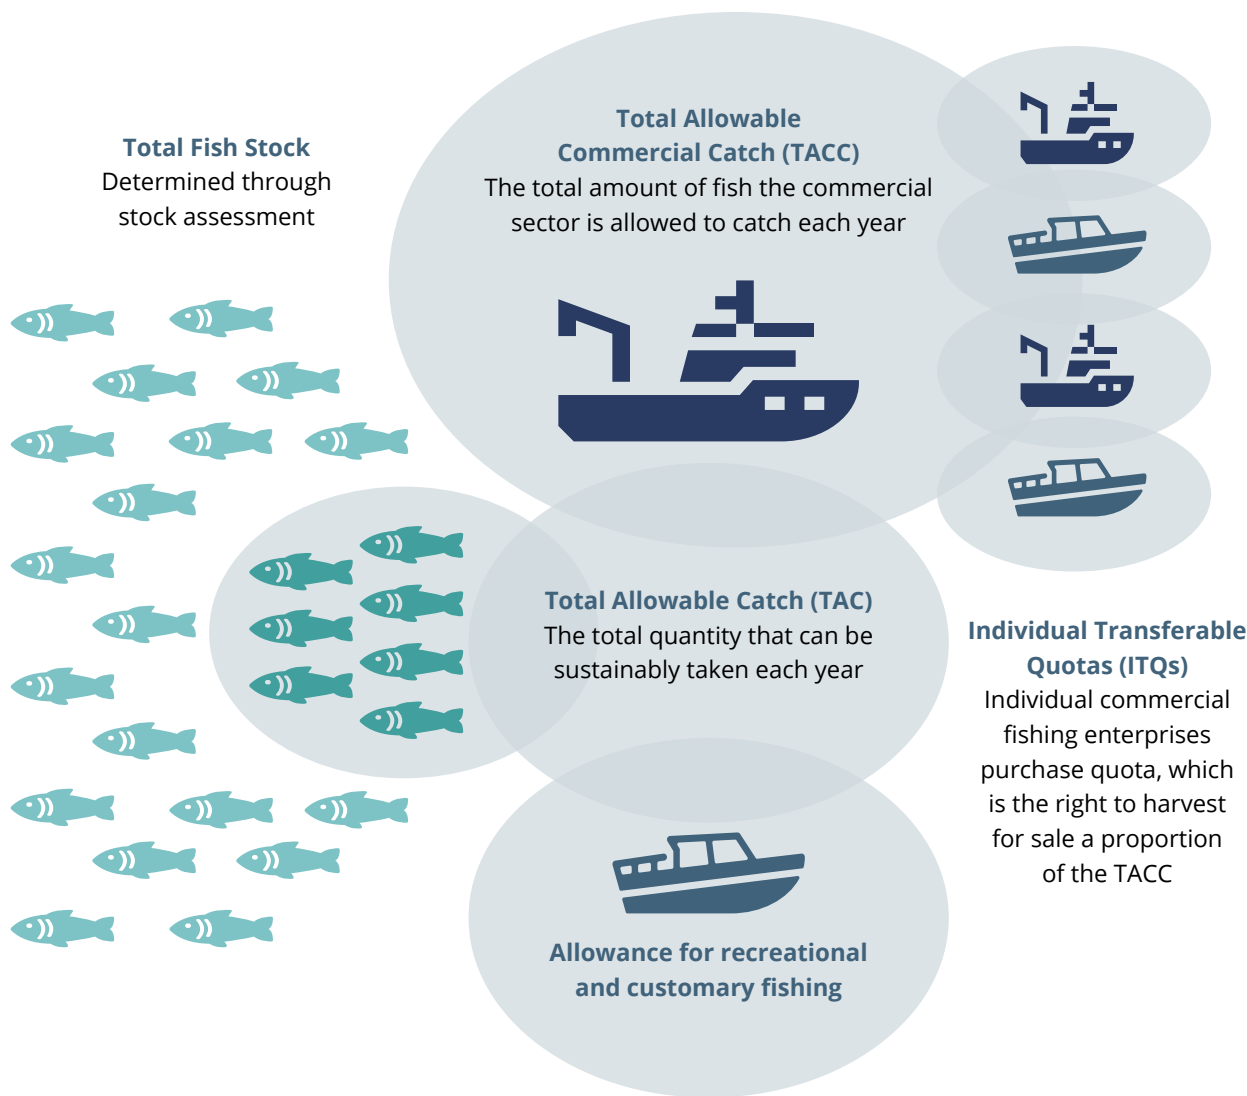 Total Fish Stock
Determined through
stock assessment
Total Allowable
Commercial Catch (TACC)
The total amount of fish the commercial
sector is allowed to catch each year
Total Allowable Catch (TAC)
The total quantity that can be
sustainably taken each year
Individual Transferable
Quotas (ITQs)
Individual commercial
fishing enterprises
purchase quota, which
is the right to harvest
for sale a proportion
of the TACC
Allowance for recreational
and customary fishing